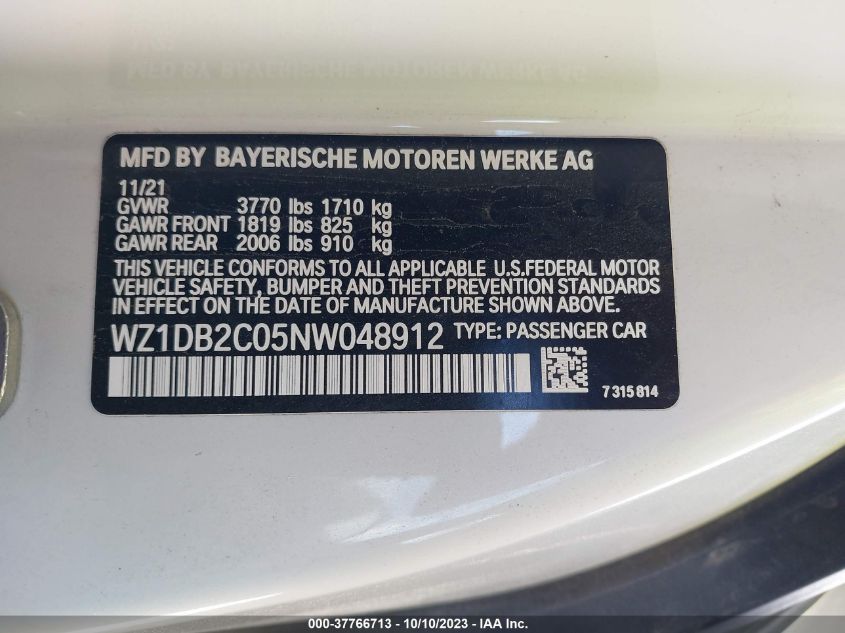 MFD BY BAYERISCHE MOTOREN WERKE AG
11/21
GVWR 3770 lbs 1710 kg
GAWR FRONT 1819 lbs 825 kg
GAWR REAR 2006 lbs 910 kg
THIS VEHICLE CONFORMS TO ALL APPLICABLE U.S.FEDERAL MOTOR
VEHICLE SAFETY, BUMPER AND THEFT PREVENTION STANDARDS
IN EFFECT ON THE DATE OF MANUFACTURE SHOWN ABOVE.
WZ1DB2C05NW048912 TYPE: PASSENGER CAR
7 315 814
000-37766713 - 10/10/2023 - IAA Inc.